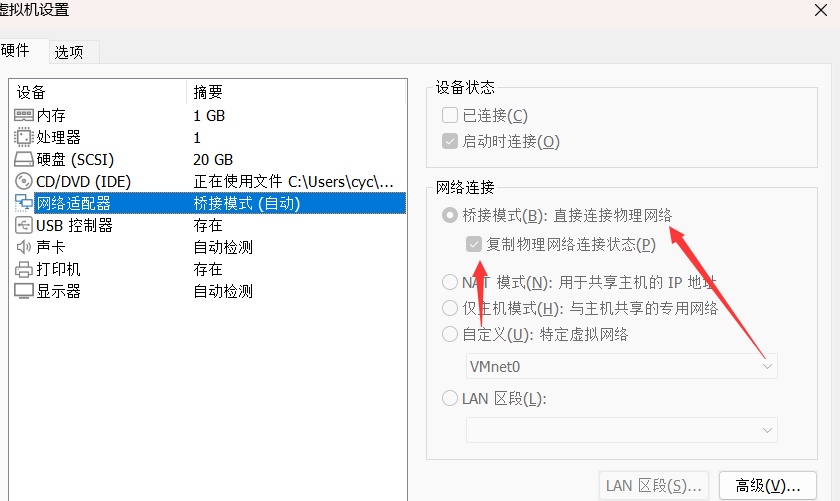 虚拟机设置
硬件 选项
设备 摘要
内存 1 GB
处理器 1
硬盘 (SCSI) 20 GB
CD/DVD (IDE) 正在使用文件 C:\Users\cyc\...
网络适配器 桥接模式 (自动)
USB 控制器 存在
声卡 自动检测
打印机 存在
显示器 自动检测
设备状态
已连接(C)
启动时连接(O)
网络连接
桥接模式(B): 直接连接物理网络
复制物理网络连接状态(P)
NAT 模式(N): 用于共享主机的 IP 地址
仅主机模式(H): 与主机共享的专用网络
自定义(U): 特定虚拟网络
VMnet0
LAN 区段(L):
LAN 区段(S)... 高级(V)...